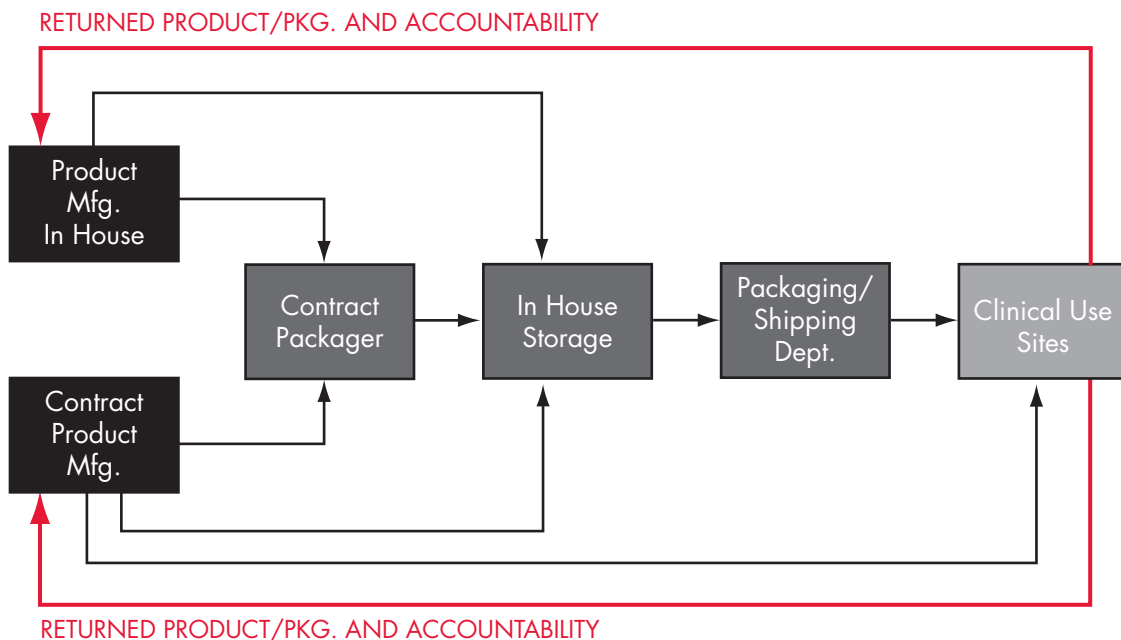 RETURNED PRODUCT/PKG. AND ACCOUNTABILITY
Product
Mfg.
In House
Contract
Packager
In House
Storage
Packaging/
Shipping
Dept.
Clinical Use
Sites
Contract
Product
Mfg.
RETURNED PRODUCT/PKG. AND ACCOUNTABILITY